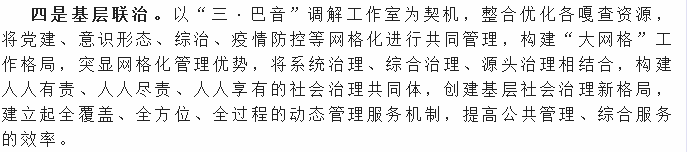 四是基层联治。以“三·巴音”调解工作室为契机，整合优化各嘎查资源，
将党建、意识形态、综治、疫情防控等网格化进行共同管理，构建“大网格”工
作格局，突显网格化管理优势，将系统治理、综合治理、源头治理相结合，构建
人人有责、人人尽责、人人享有的社会治理共同体，创建基层社会治理新格局，
建立起全覆盖、全方位、全过程的动态管理服务机制，提高公共管理、综合服务
的效率。